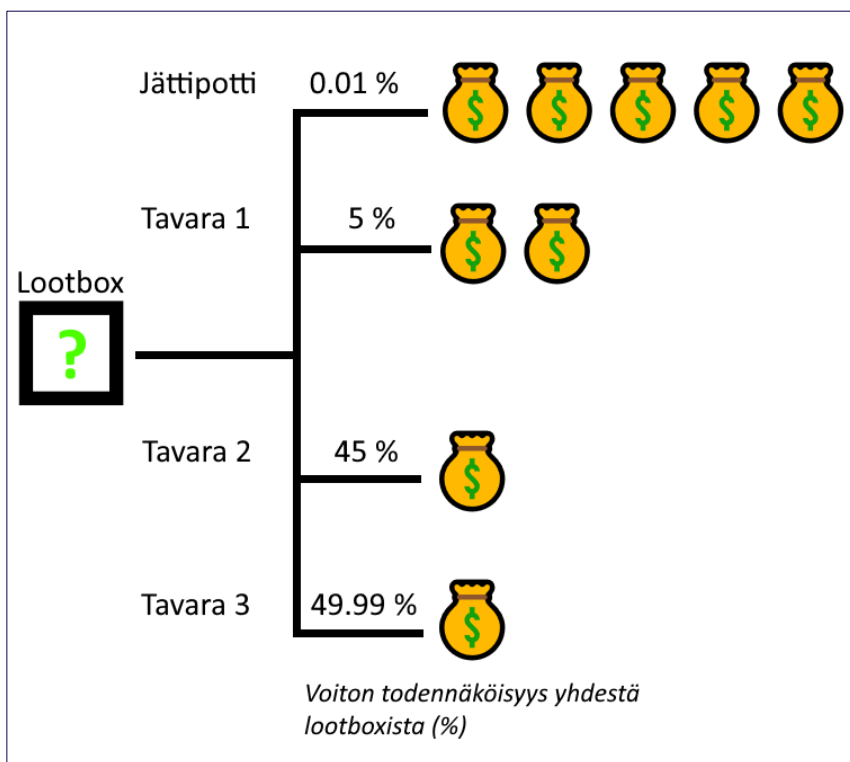 Jättipotti 0.01 %
$ $ $ $ $
Tavara 1 5 %
$ $
Lootbox
?
Tavara 2 45 %
$
Tavara 3 49.99 %
$
Voiton todennäköisyys yhdestä
lootboxista (%)